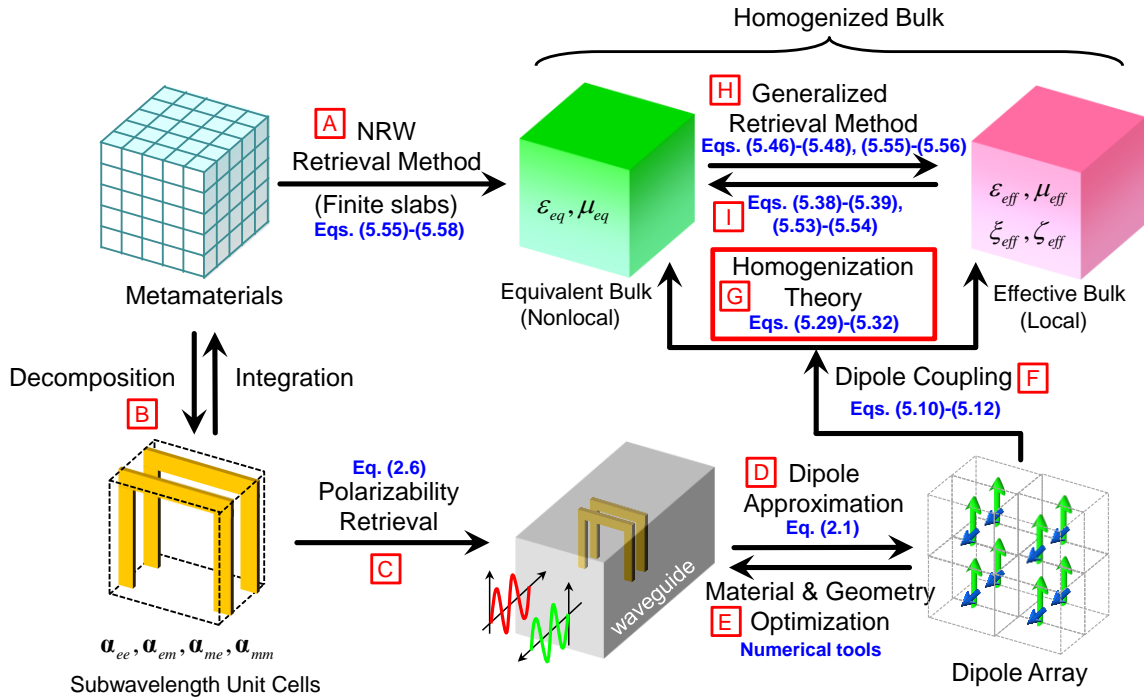 Homogenized Bulk
A NRW
Retrieval Method
(Finite slabs)
Eqs. (5.55)-(5.58)
H Generalized
Retrieval Method
Eqs. (5.46)-(5.48), (5.55)-(5.56)
I Eqs. (5.38)-(5.39),
(5.53)-(5.54)
ε_eq, μ_eq
ε_eff, μ_eff
ξ_eff, ζ_eff
Metamaterials
Equivalent Bulk
(Nonlocal)
Homogenization
G Theory
Eqs. (5.29)-(5.32)
Effective Bulk
(Local)
Decomposition
B
Integration
Dipole Coupling F
Eqs. (5.10)-(5.12)
Eq. (2.6)
Polarizability
Retrieval
C
waveguide
D Dipole
Approximation
Eq. (2.1)
Material & Geometry
E Optimization
Numerical tools
α_ee, α_em, α_me, α_mm
Subwavelength Unit Cells
Dipole Array